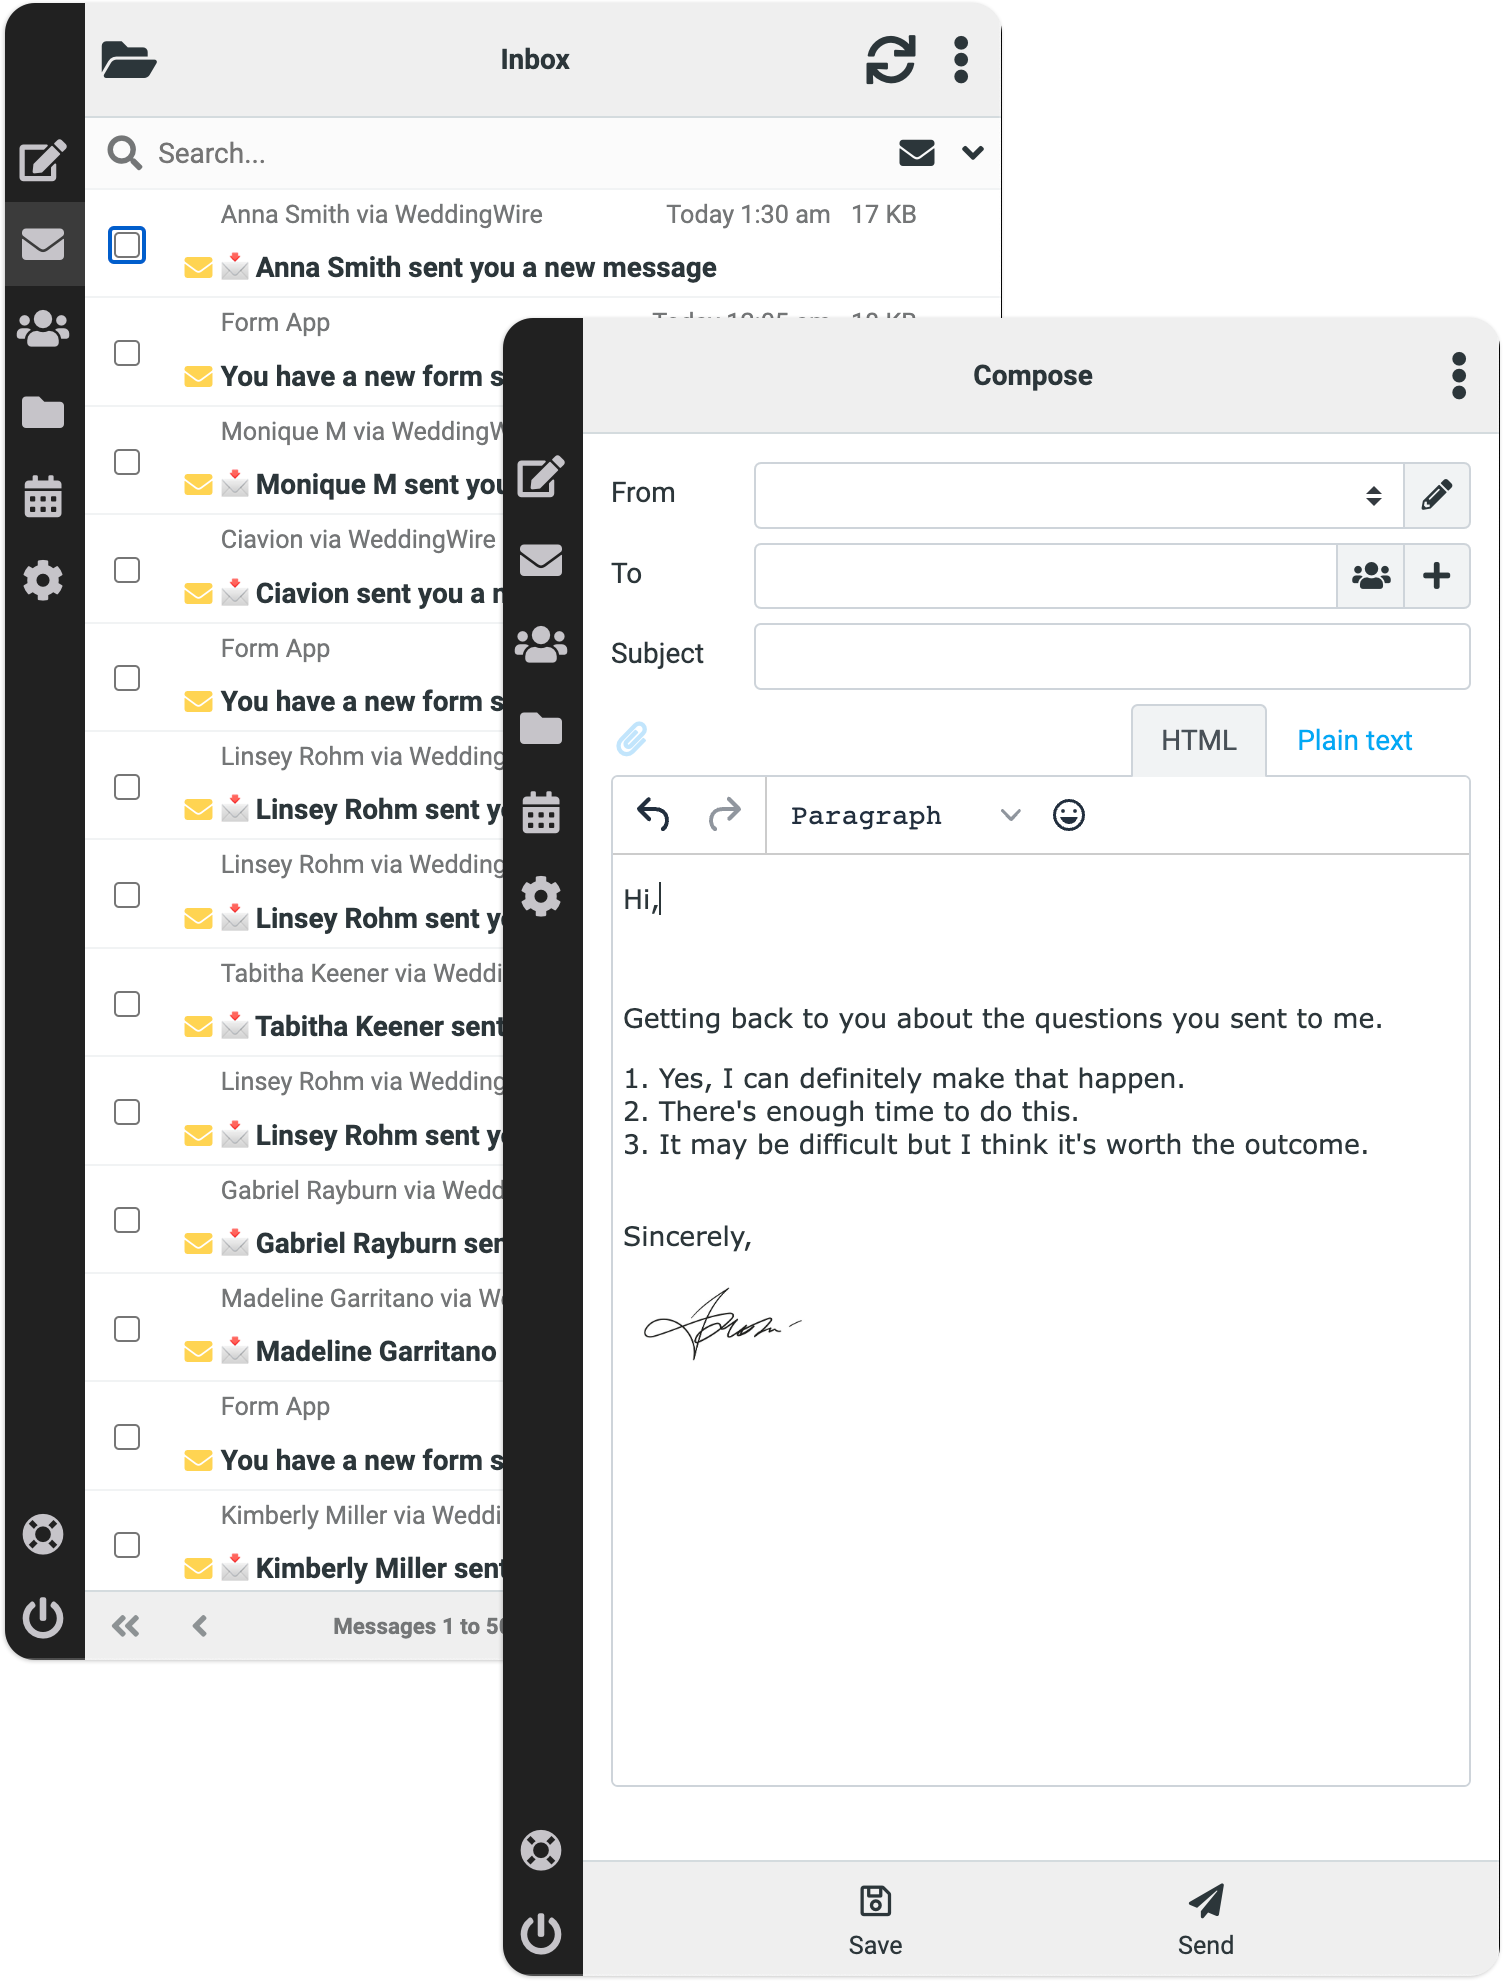 Inbox
Search...
Anna Smith via WeddingWire Today 1:30 am 17 KB
Anna Smith sent you a new message
Form App
You have a new form s
Monique M via Wedding
Monique M sent you
Ciavion via WeddingWire
Ciavion sent you a n
Form App
You have a new form s
Linsey Rohm via Wedding
Linsey Rohm sent y
Linsey Rohm via Wedding
Linsey Rohm sent y
Tabitha Keener via Weddi
Tabitha Keener sent
Linsey Rohm via Wedding
Linsey Rohm sent y
Gabriel Rayburn via Wedd
Gabriel Rayburn sen
Madeline Garritano via W
Madeline Garritano
Form App
You have a new form s
Kimberly Miller via Weddi
Kimberly Miller sent
Messages 1 to 50
Compose
From
To
Subject
HTML Plain text
Paragraph
Hi,
Getting back to you about the questions you sent to me.
1. Yes, I can definitely make that happen.
2. There's enough time to do this.
3. It may be difficult but I think it's worth the outcome.
Sincerely,
Save Send